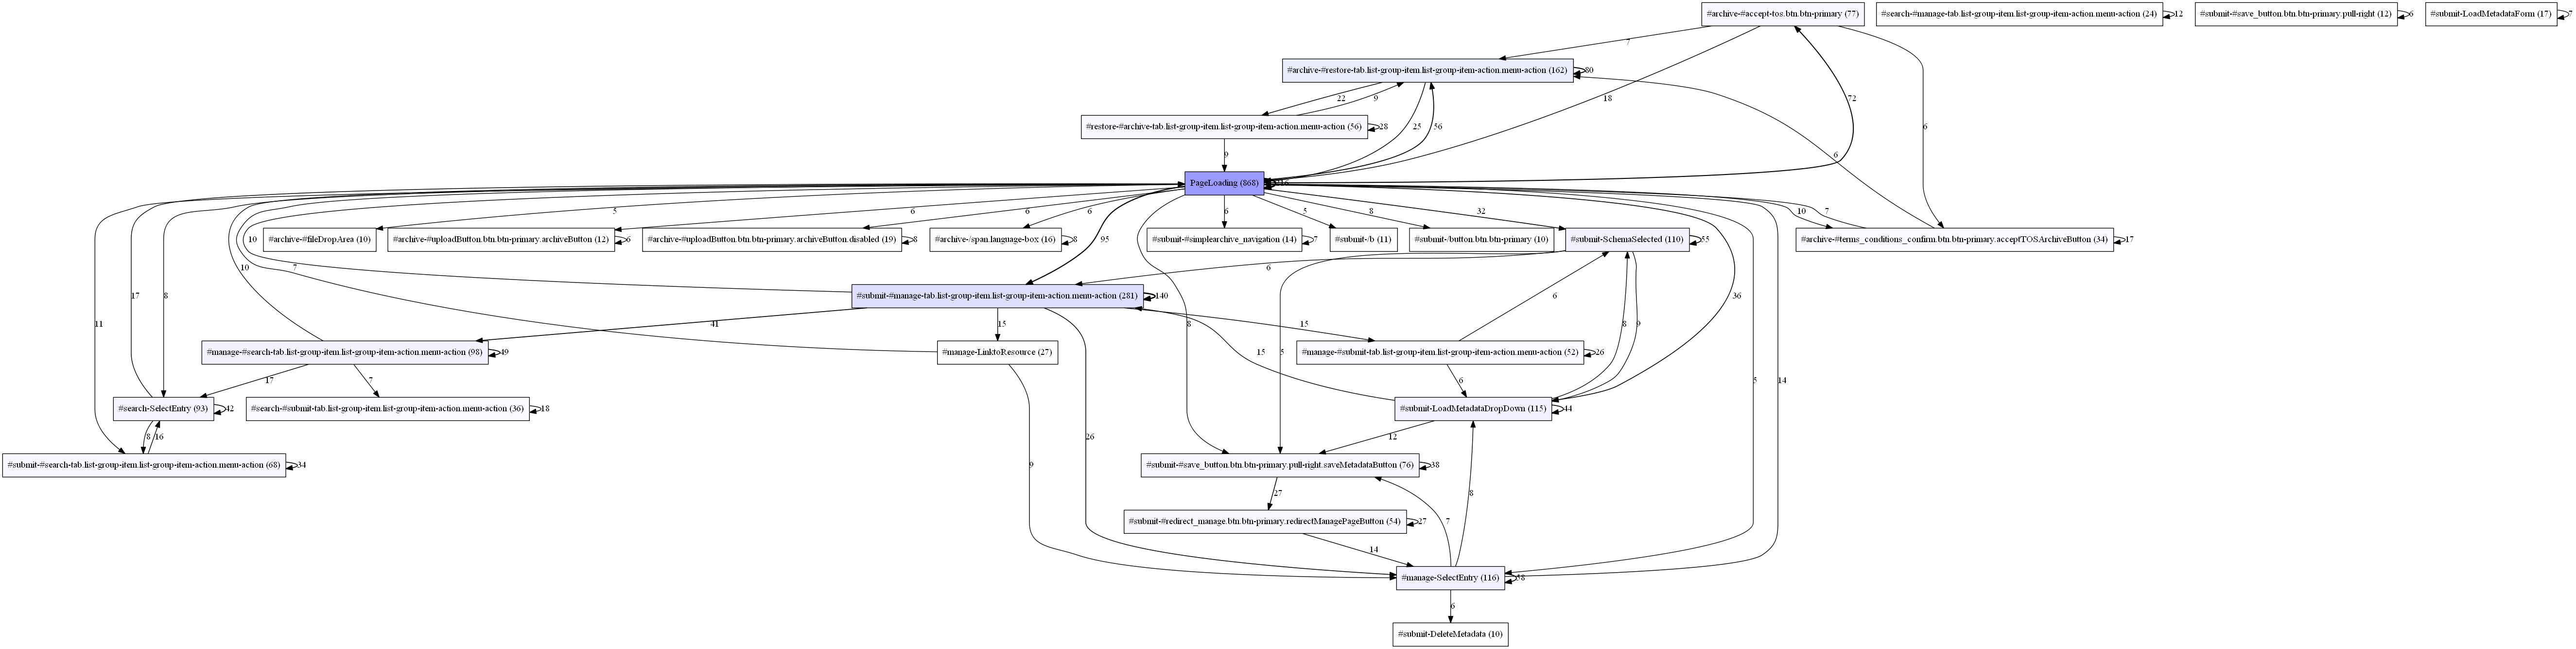 #archive-#accept-tos.btn.btn-primary (77)
#search-#manage-tab.list-group-item.list-group-item-action.menu-action (24)
12
#submit-#save_button.btn.btn-primary.pull-right (12)
6
#submit-LoadMetadataForm (17)
7
7
#archive-#restore-tab.list-group-item.list-group-item-action.menu-action (162)
80
22
9
18
72
#restore-#archive-tab.list-group-item.list-group-item-action.menu-action (56)
28
25
56
6
9
6
PageLoading (868)
5
6
6
6
6
5
8
32
10
7
#archive-#fileDropArea (10)
#archive-#uploadButton.btn.btn-primary.archiveButton (12)
6
#archive-#uploadButton.btn.btn-primary.archiveButton.disabled (19)
8
#archive-/span.language-box (16)
8
95
#submit-#simplearchive_navigation (14)
7
#submit-/b (11)
#submit-/button.btn.btn-primary (10)
#submit-SchemaSelected (110)
55
#archive-#terms_conditions_confirm.btn.btn-primary.acceptTOSArchiveButton (34)
17
10
10
7
6
#submit-#manage-tab.list-group-item.list-group-item-action.menu-action (281)
140
6
36
17
8
11
41
15
8
15
15
8
9
#manage-#search-tab.list-group-item.list-group-item-action.menu-action (98)
49
#manage-LinktoResource (27)
5
#manage-#submit-tab.list-group-item.list-group-item-action.menu-action (52)
26
17
7
6
5
14
#search-SelectEntry (93)
42
#search-#submit-tab.list-group-item.list-group-item-action.menu-action (36)
18
#submit-LoadMetadataDropDown (115)
44
8
16
26
12
#submit-#search-tab.list-group-item.list-group-item-action.menu-action (68)
34
9
#submit-#save_button.btn.btn-primary.pull-right.saveMetadataButton (76)
38
27
8
#submit-#redirect_manage.btn.btn-primary.redirectManagePageButton (54)
27
7
14
#manage-SelectEntry (116)
58
6
#submit-DeleteMetadata (10)